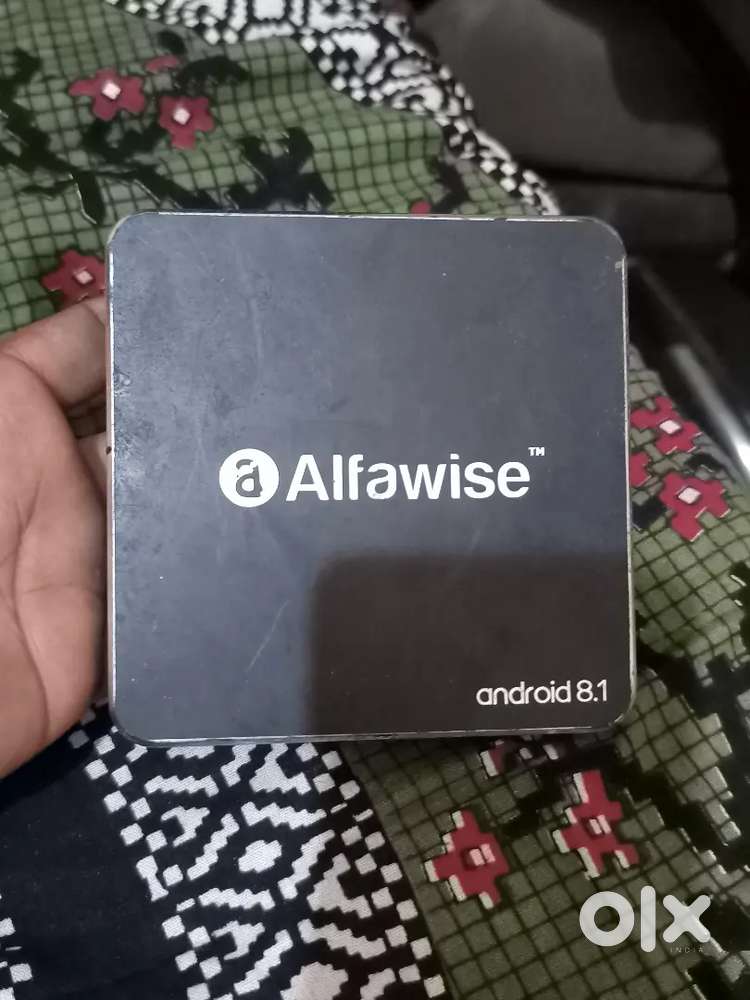 a Alfawise™
android 8.1
olx
INDIA